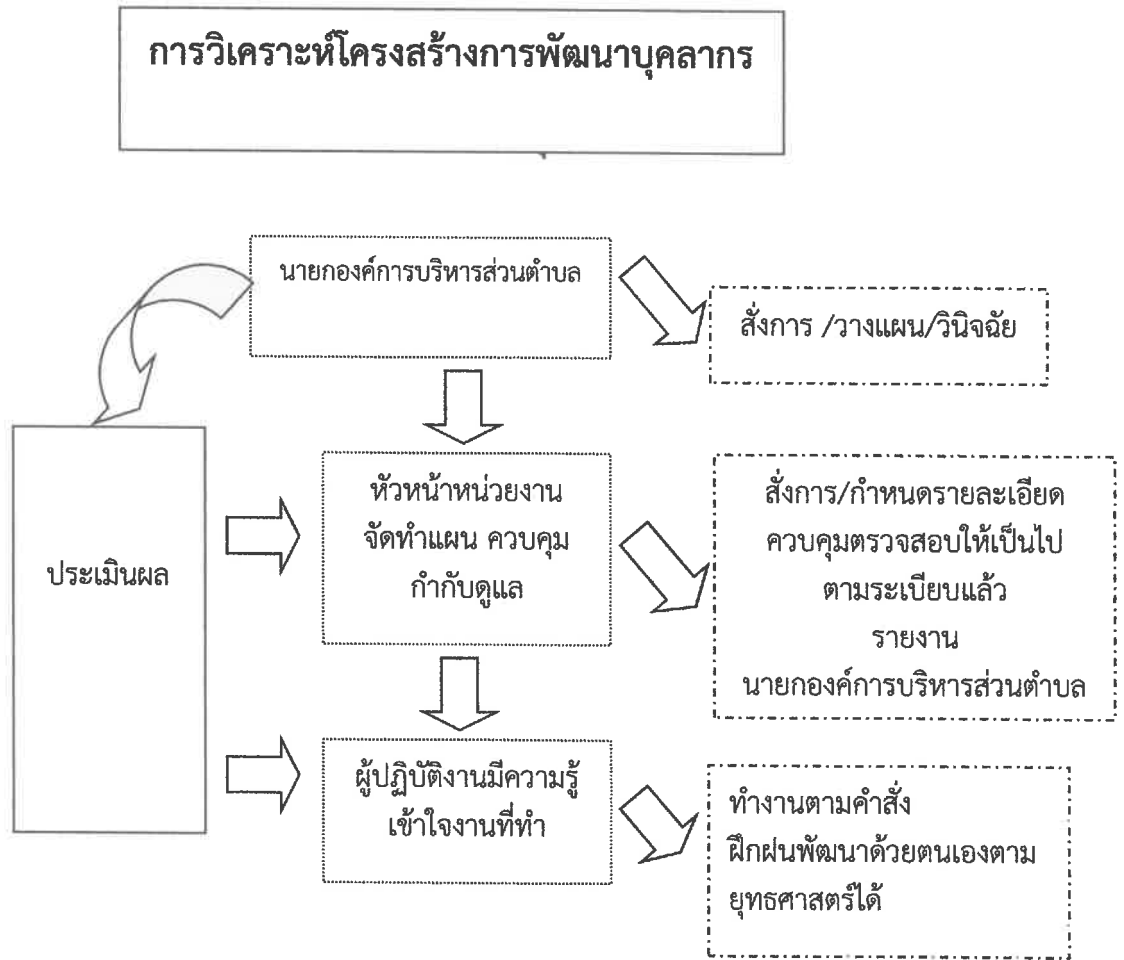 การวิเคราะห์โครงสร้างการพัฒนาบุคลากร
นายกองค์การบริหารส่วนตำบล
สั่งการ /วางแผน/วินิจฉัย
ประเมินผล
หัวหน้าหน่วยงาน
จัดทำแผน ควบคุม
กำกับดูแล
สั่งการ/กำหนดรายละเอียด
ควบคุมตรวจสอบให้เป็นไป
ตามระเบียบแล้ว
รายงาน
นายกองค์การบริหารส่วนตำบล
ผู้ปฏิบัติงานมีความรู้
เข้าใจงานที่ทำ
ทำงานตามคำสั่ง
ฝึกฝนพัฒนาด้วยตนเองตาม
ยุทธศาสตร์ได้